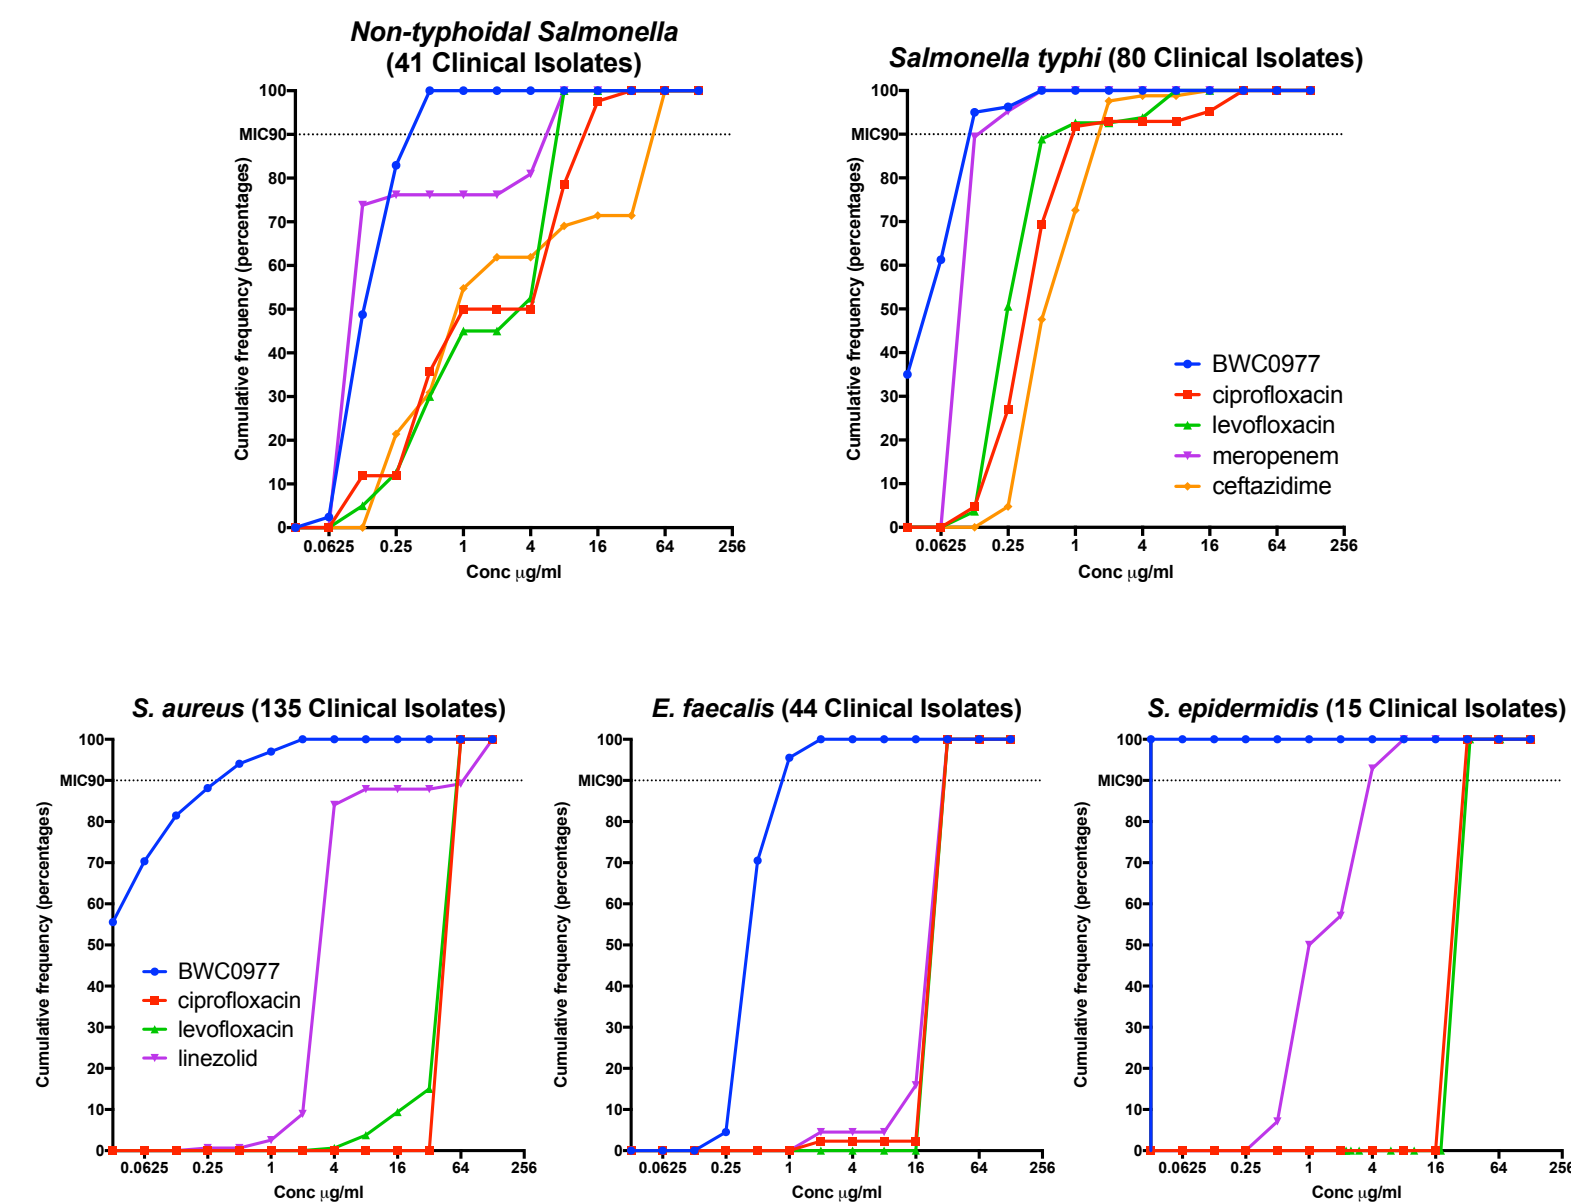 Non-typhoidal Salmonella
(41 Clinical Isolates)
100
MIC90
80
70
60
50
40
30
20
10
0
Cumulative frequency (percentages)
0.0625 0.25 1 4 16 64 256
Conc μg/ml
Salmonella typhi (80 Clinical Isolates)
100
MIC90
80
70
60
50
40
30
20
10
0
Cumulative frequency (percentages)
BWC0977
ciprofloxacin
levofloxacin
meropenem
ceftazidime
0.0625 0.25 1 4 16 64 256
Conc μg/ml
S. aureus (135 Clinical Isolates)
100
MIC90
80
70
60
50
40
30
20
10
0
Cumulative frequency (percentages)
BWC0977
ciprofloxacin
levofloxacin
linezolid
0.0625 0.25 1 4 16 64 256
Conc μg/ml
E. faecalis (44 Clinical Isolates)
100
MIC90
80
70
60
50
40
30
20
10
0
Cumulative frequency (percentages)
0.0625 0.25 1 4 16 64 256
Conc μg/ml
S. epidermidis (15 Clinical Isolates)
100
MIC90
80
70
60
50
40
30
20
10
0
Cumulative frequency (percentages)
0.0625 0.25 1 4 16 64 256
Conc μg/ml